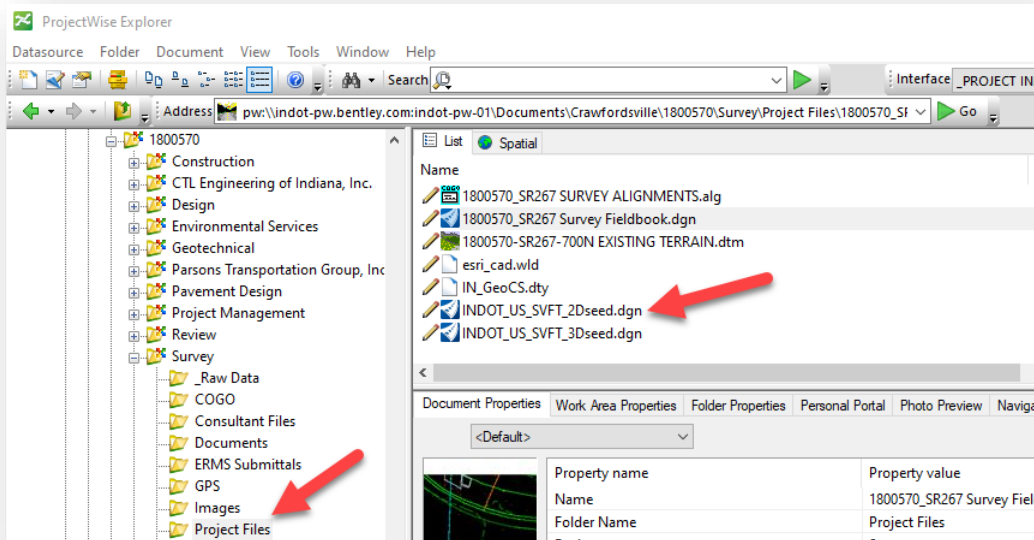 ProjectWise Explorer
Datasource Folder Document View Tools Window Help
Search Interface _PROJECT IN
Address pw:\\indot-pw.bentley.com:indot-pw-01\Documents\Crawfordsville\1800570\Survey\Project Files\1800570_SF Go
1800570
Construction
CTL Engineering of Indiana, Inc.
Design
Environmental Services
Geotechnical
Parsons Transportation Group, Inc
Pavement Design
Project Management
Review
Survey
_Raw Data
COGO
Consultant Files
Documents
ERMS Submittals
GPS
Images
Project Files
List Spatial
Name
1800570_SR267 SURVEY ALIGNMENTS.alg
1800570_SR267 Survey Fieldbook.dgn
1800570-SR267-700N EXISTING TERRAIN.dtm
esri_cad.wld
IN_GeoCS.dty
INDOT_US_SVFT_2Dseed.dgn
INDOT_US_SVFT_3Dseed.dgn
Document Properties Work Area Properties Folder Properties Personal Portal Photo Preview Naviga
<Default>
Property name Property value
Name 1800570_SR267 Survey Fiel
Folder Name Project Files